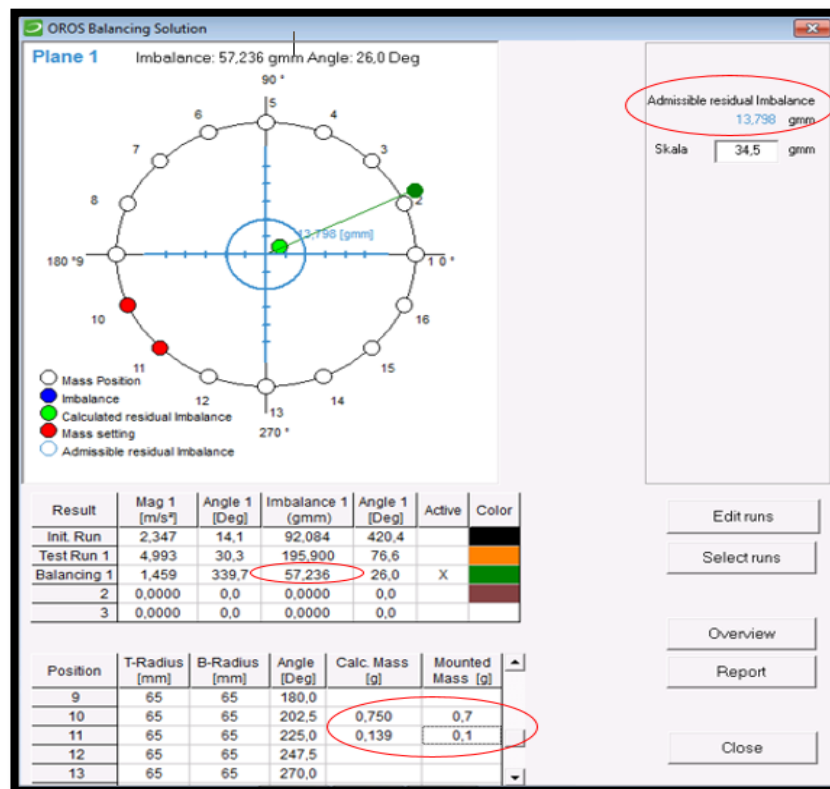 OROS Balancing Solution
Plane 1 Imbalance: 57,236 gmm Angle: 26,0 Deg
90 °
5
6 4
7 3
8 2
13,798 [gmm]
180 °9 1 0 °
10 16
11 15
12 14
13
270 °
Mass Position
Imbalance
Calculated residual Imbalance
Mass setting
Admissible residual Imbalance
Admissible residual Imbalance
13,798 gmm
Skala 34,5 gmm
Result Mag 1 [m/s²] Angle 1 [Deg] Imbalance 1 (gmm) Angle 1 [Deg] Active Color
Init. Run 2,347 14,1 92,084 420,4
Test Run 1 4,993 30,3 195,900 76,6
Balancing 1 1,459 339,7 57,236 26,0 X
2 0,0000 0,0 0,0000 0,0
3 0,0000 0,0 0,0000 0,0
Edit runs
Select runs
Overview
Report
Close
Position T-Radius [mm] B-Radius [mm] Angle [Deg] Calc. Mass [g] Mounted Mass [g]
9 65 65 180,0
10 65 65 202,5 0,750 0,7
11 65 65 225,0 0,139 0,1
12 65 65 247,5
13 65 65 270,0